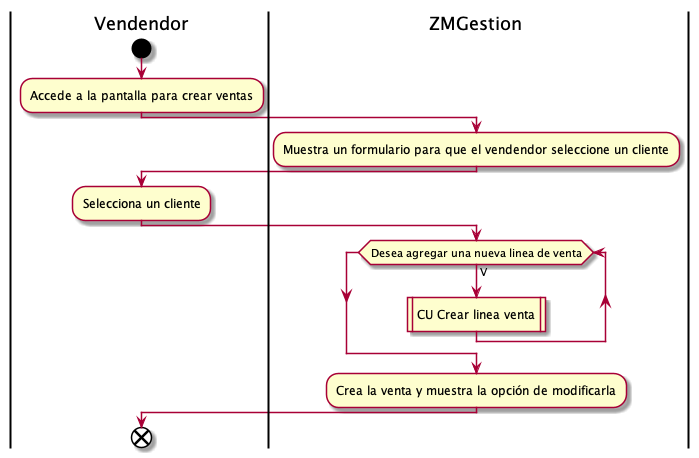 Vendendor
ZMGestion
Accede a la pantalla para crear ventas
Muestra un formulario para que el vendendor seleccione un cliente
Selecciona un cliente
Desea agregar una nueva linea de venta
V
CU Crear linea venta
Crea la venta y muestra la opción de modificarla